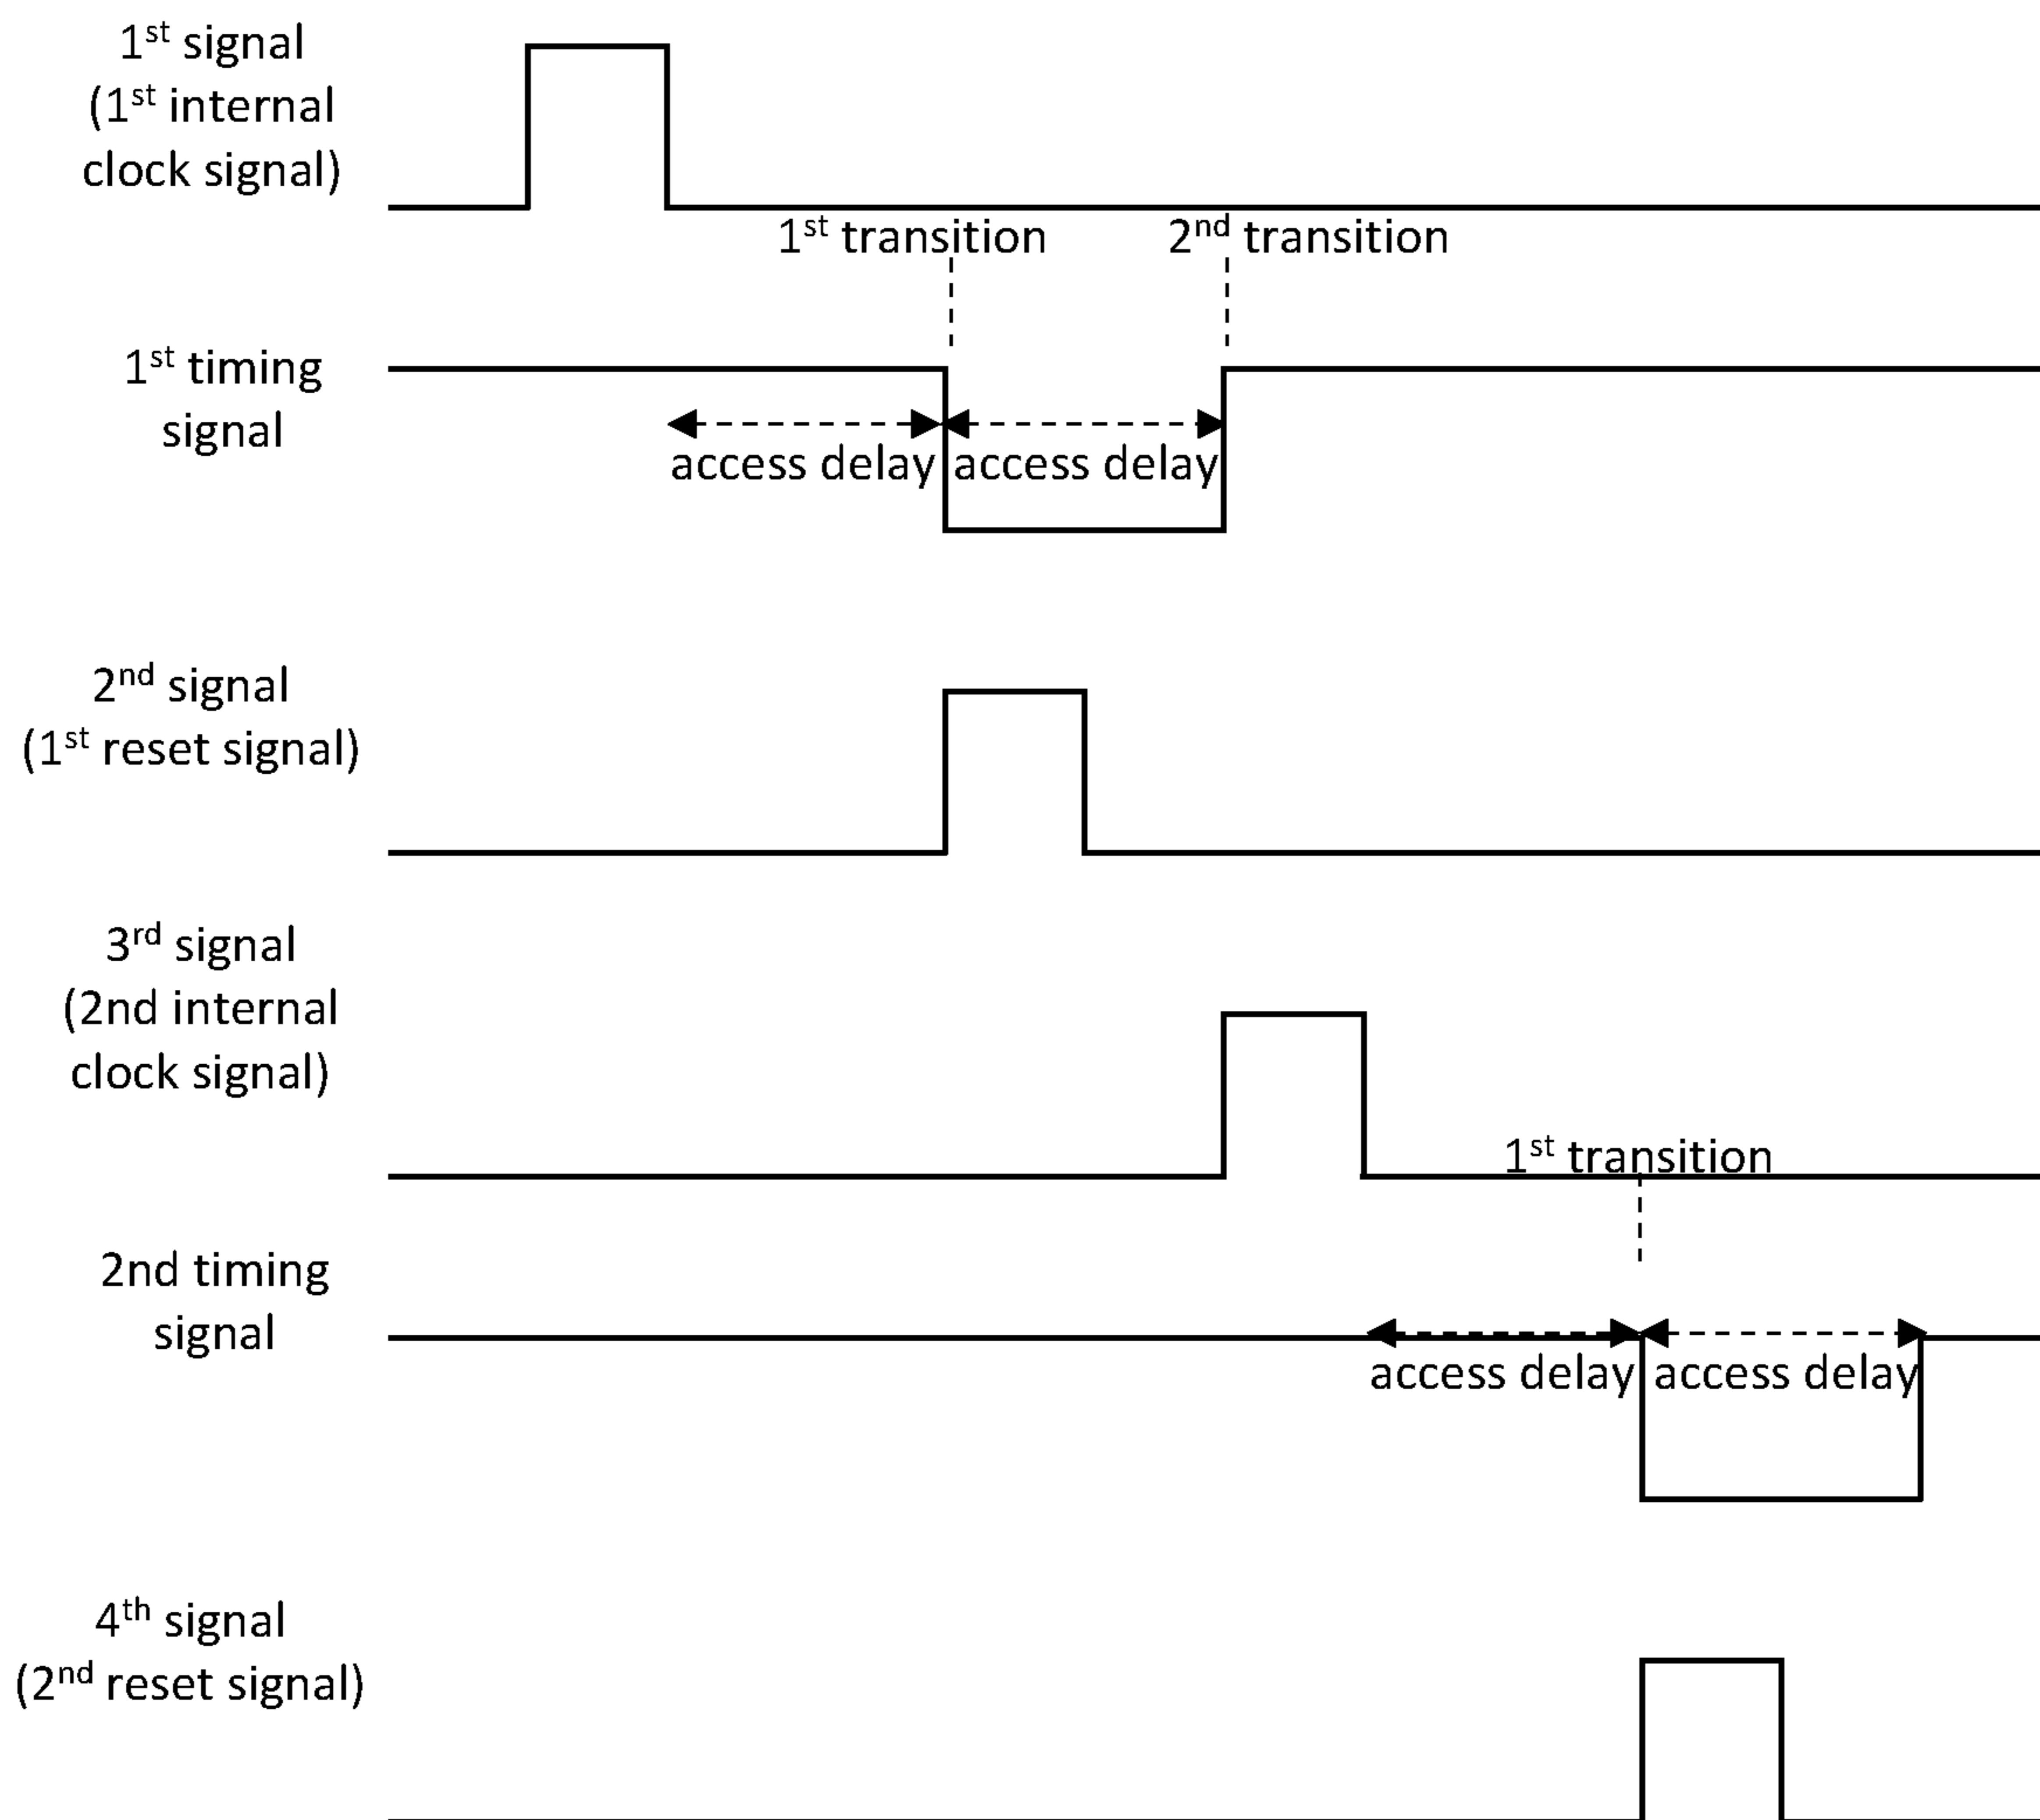 1st signal
(1st internal
clock signal)
1st transition 2nd transition
1st timing
signal
access delay access delay
2nd signal
(1st reset signal)
3rd signal
(2nd internal
clock signal)
1st transition
2nd timing
signal
access delay access delay
4th signal
(2nd reset signal)